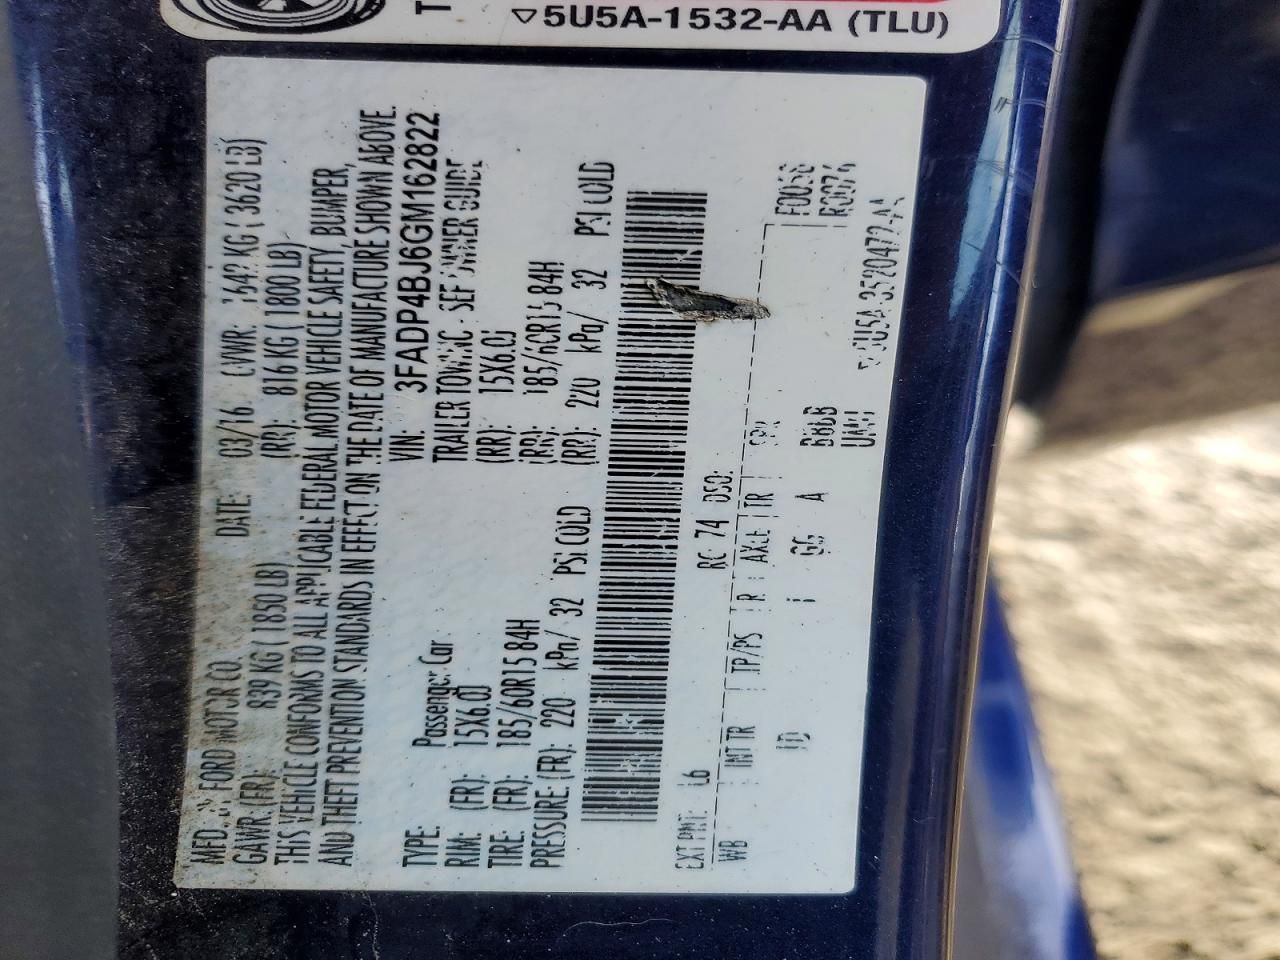 5U5A-1532-AA (TLU)
MFD. BY FORD MOTOR CO. DATE: 03/16 GVWR: 1642 KG ( 3620 LB)
GAWR (FR): 839 KG ( 1850 LB) (RR): 816 KG ( 1800 LB)
THIS VEHICLE CONFORMS TO ALL APPLICABLE FEDERAL MOTOR VEHICLE SAFETY, BUMPER,
AND THEFT PREVENTION STANDARDS IN EFFECT ON THE DATE OF MANUFACTURE SHOWN ABOVE.
VIN: 3FADP4BJ6GM162822
TYPE: Passenger Car TRAILER TOWING - SEE OWNER GUIDE
RIM: (FR): 15X6.0J (RR): 15X6.0J
TIRE: (FR): 185/60R15 84H (RR): 185/60R15 84H
PRESSURE (FR): 220 kPa/ 32 PSI COLD (RR): 220 kPa/ 32 PSI COLD
EXT PNT: L6 RC: 74 DSO: F0056
WB INT TR TP/PS R AXLE TR SPR R0076
ID I GG A BBBB
UMU
5U5A-3520472-AA